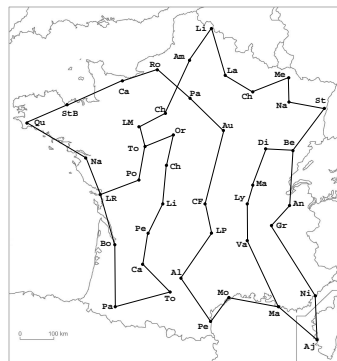 Li
Am
Ro
La
Me
Ch
Ca
Pa
Na
St
StB
Ch
Qu
LM
Or
Au
To
Di
Be
Na
Ch
Po
Ma
LR
Li
CF
Ly
An
Pe
LP
Gr
Bo
Va
Ca
Al
To
Mo
Ni
Pa
Pe
Ma
0 100 km
Aj